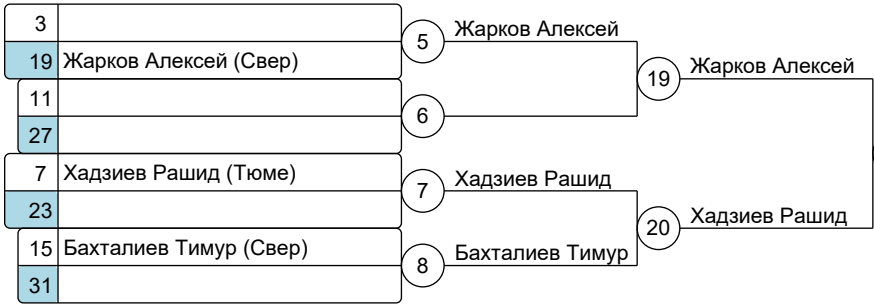 3
19 Жарков Алексей (Свер)
11
27
7 Хадзиев Рашид (Тюме)
23
15 Бахталиев Тимур (Свер)
31
5 Жарков Алексей
6
7 Хадзиев Рашид
8 Бахталиев Тимур
19 Жарков Алексей
20 Хадзиев Рашид